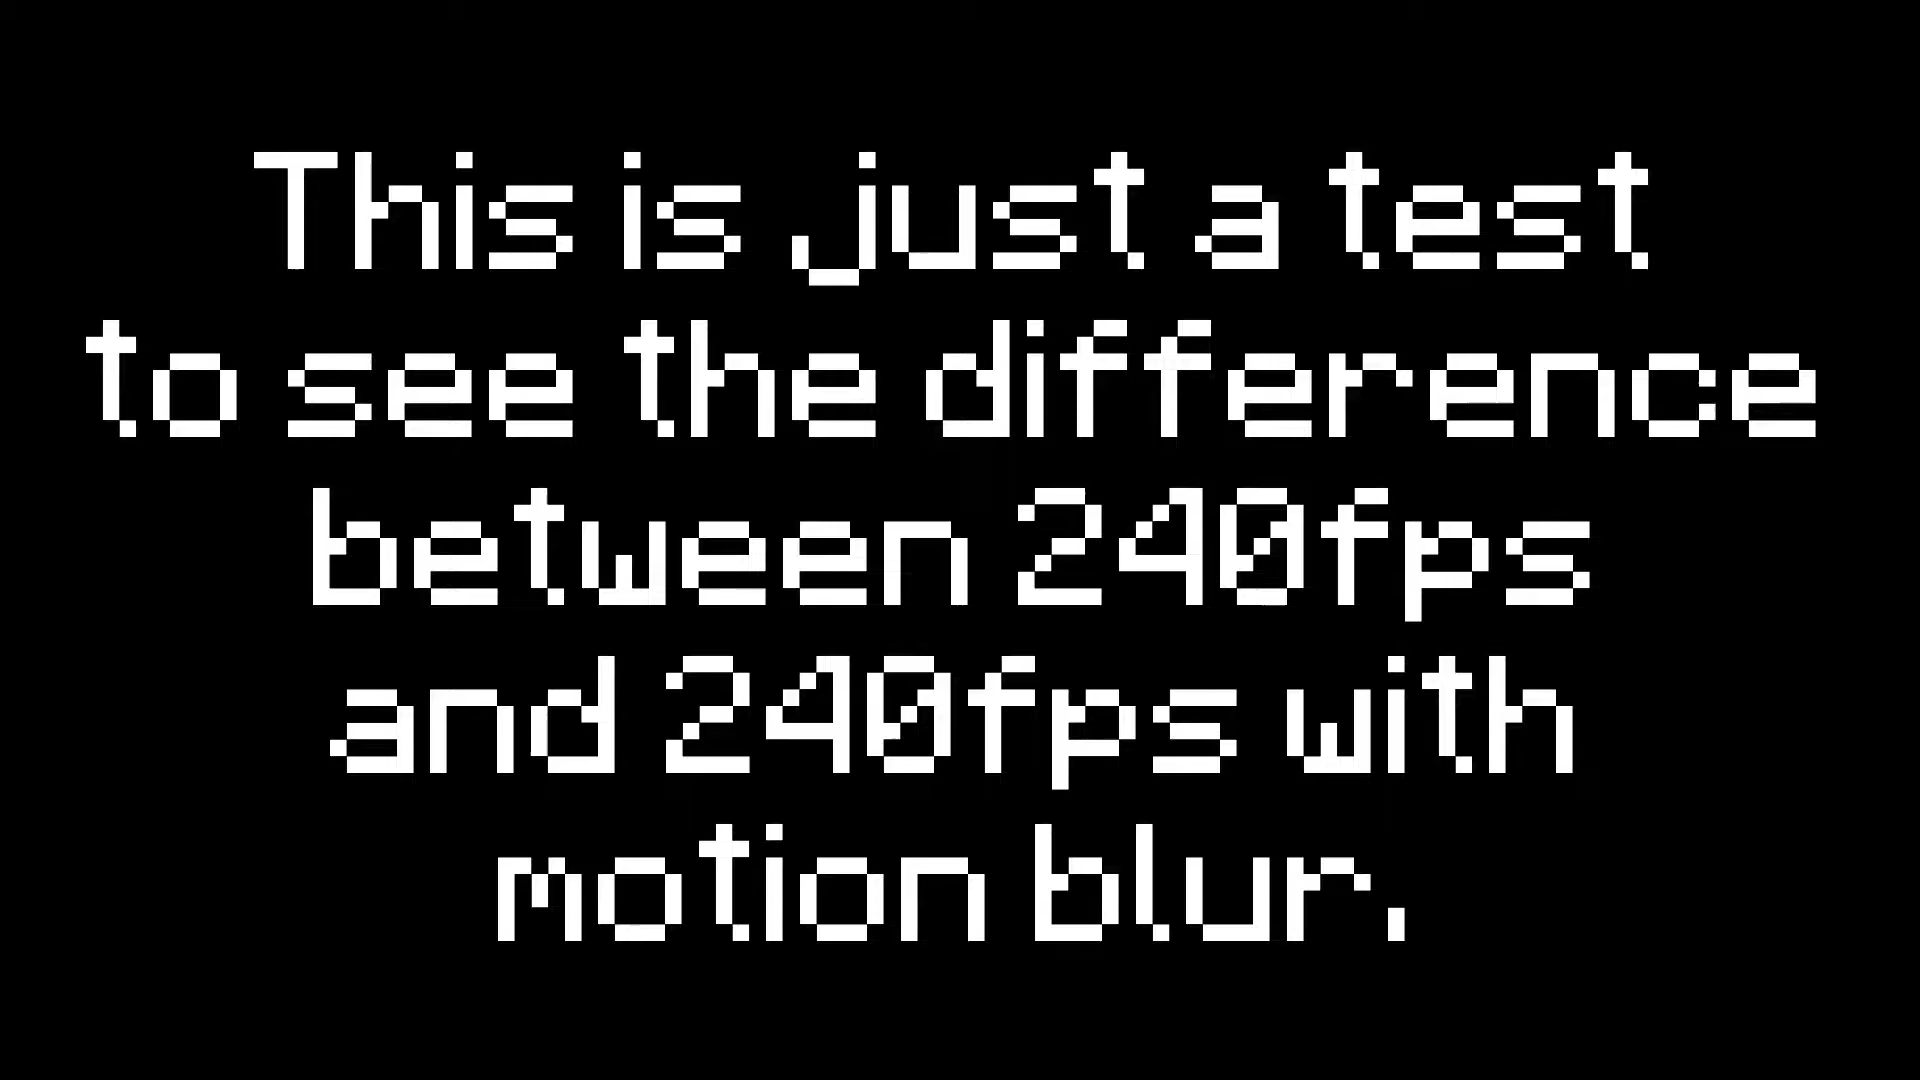 This is just a test
to see the difference
between 240fps
and 240fps with
motion blur.